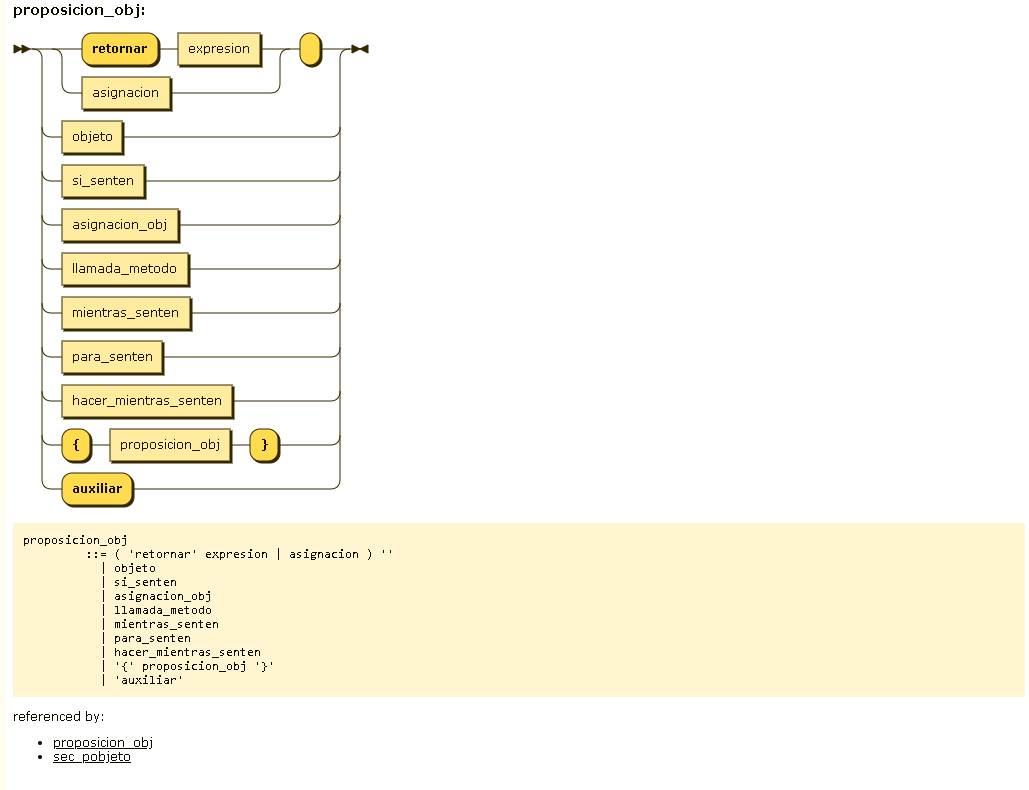 proposicion_obj:
retornar expresion
asignacion
objeto
si_senten
asignacion_obj
llamada_metodo
mientras_senten
para_senten
hacer_mientras_senten
{ proposicion_obj }
auxiliar
proposicion_obj
::= ( 'retornar' expresion | asignacion ) ''
| objeto
| si_senten
| asignacion_obj
| llamada_metodo
| mientras_senten
| para_senten
| hacer_mientras_senten
| '{' proposicion_obj '}'
| 'auxiliar'
referenced by:
• proposicion_obj
• sec_pobjeto